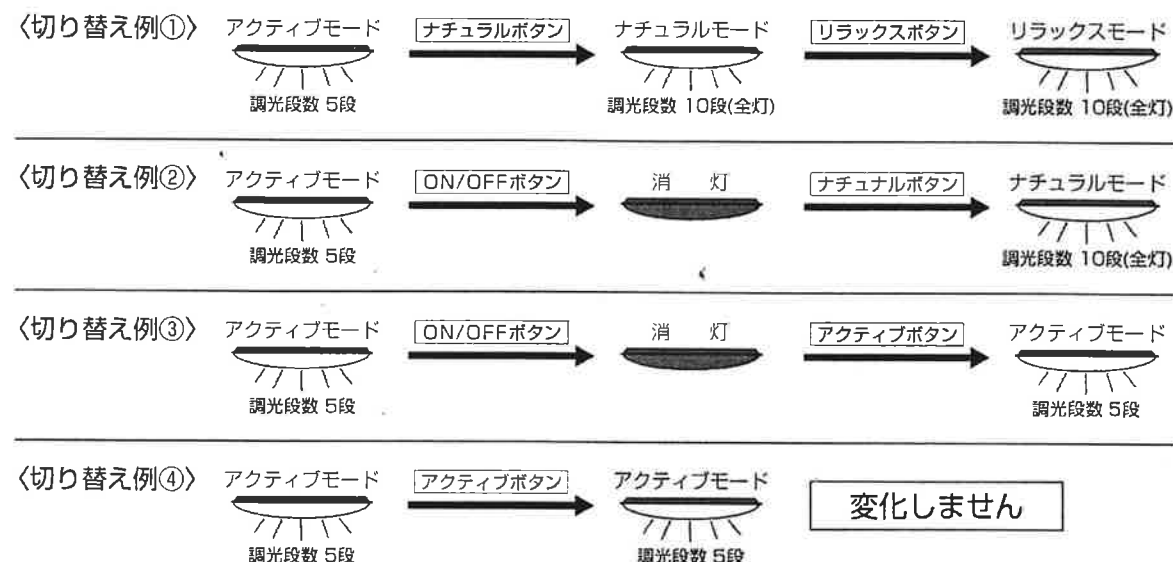 〈切り替え例①〉 アクティブモード ナチュラルボタン ナチュラルモード リラックスボタン リラックスモード
調光段数 5段 調光段数 10段(全灯) 調光段数 10段(全灯)
〈切り替え例②〉 アクティブモード ON/OFFボタン 消 灯 ナチュナルボタン ナチュラルモード
調光段数 5段 調光段数 10段(全灯)
〈切り替え例③〉 アクティブモード ON/OFFボタン 消 灯 アクティブボタン アクティブモード
調光段数 5段 調光段数 5段
〈切り替え例④〉 アクティブモード アクティブボタン アクティブモード 変化しません
調光段数 5段 調光段数 5段